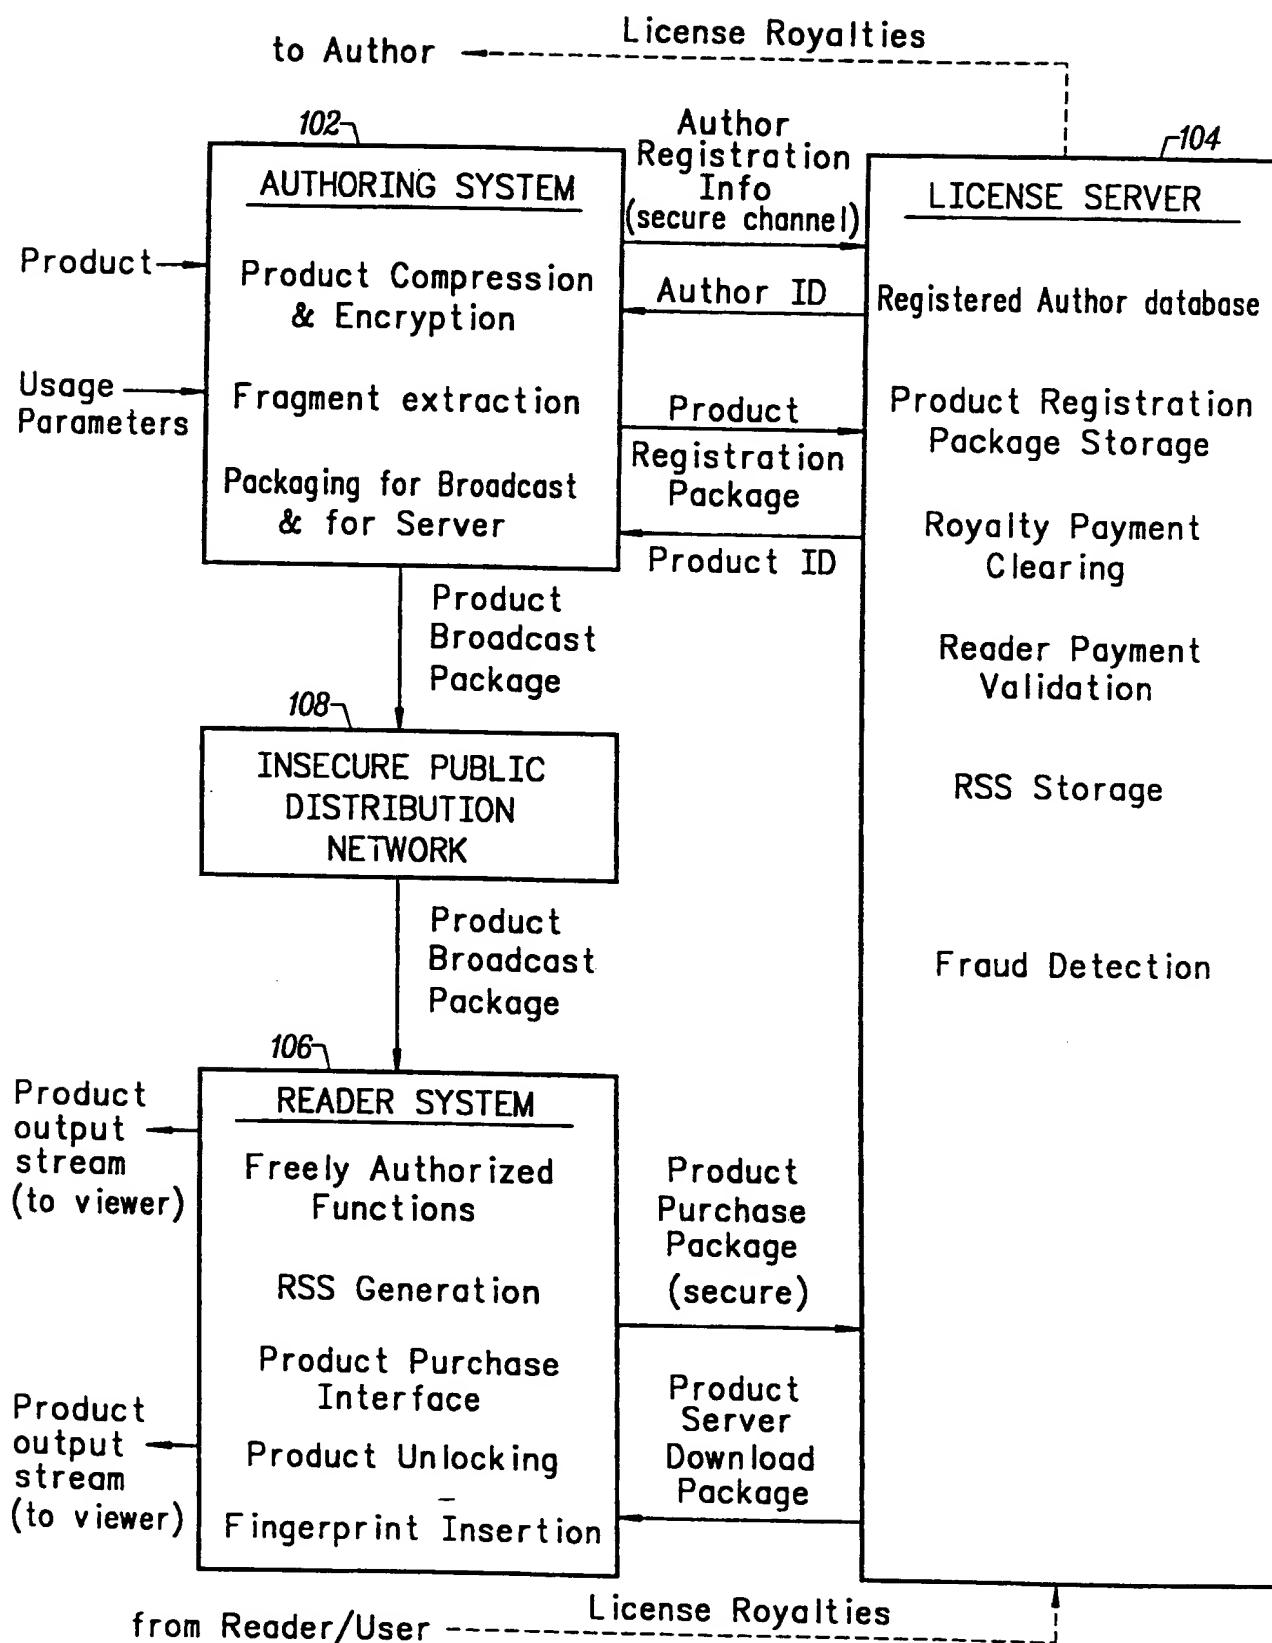 License Royalties
to Author
102
AUTHORING SYSTEM
Product Compression
& Encryption
Fragment extraction
Packaging for Broadcast
& for Server
Product
Usage
Parameters
Author
Registration
Info
(secure channel)
Author ID
Product
Registration
Package
Product ID
104
LICENSE SERVER
Registered Author database
Product Registration
Package Storage
Royalty Payment
Clearing
Reader Payment
Validation
RSS Storage
Fraud Detection
Product
Broadcast
Package
108
INSECURE PUBLIC
DISTRIBUTION
NETWORK
Product
Broadcast
Package
106
READER SYSTEM
Freely Authorized
Functions
RSS Generation
Product Purchase
Interface
Product Unlocking
Fingerprint Insertion
Product
output
stream
(to viewer)
Product
output
stream
(to viewer)
Product
Purchase
Package
(secure)
Product
Server
Download
Package
License Royalties
from Reader/User